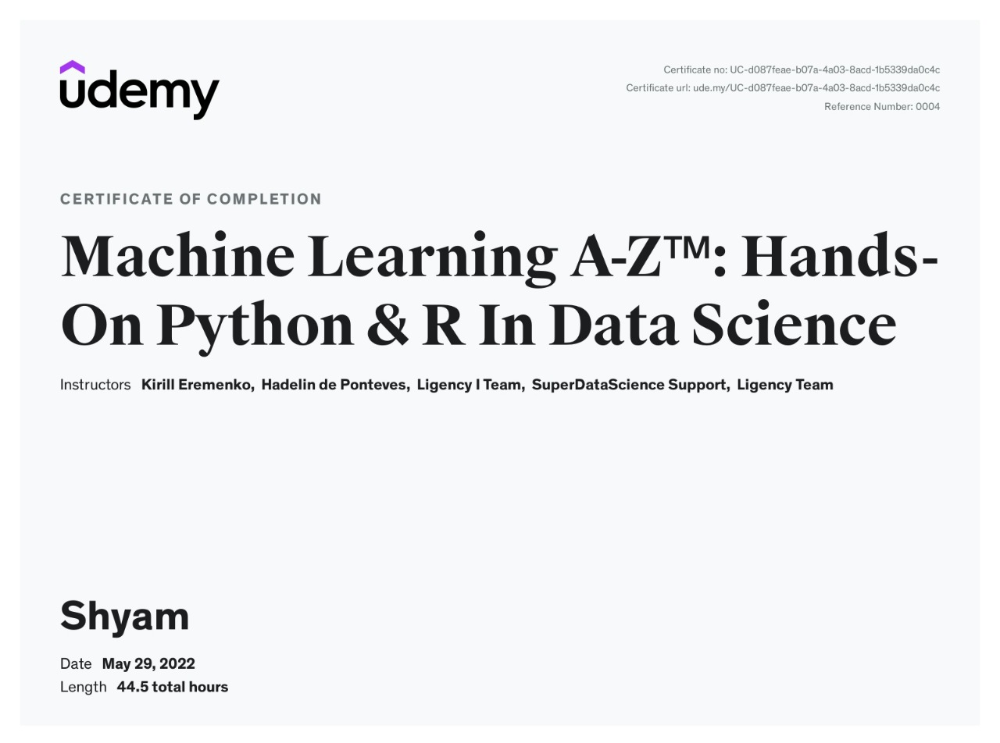 udemy
Certificate no: UC-d087feae-b07a-4a03-8acd-1b5339da0c4c
Certificate url: ude.my/UC-d087feae-b07a-4a03-8acd-1b5339da0c4c
Reference Number: 0004
CERTIFICATE OF COMPLETION
Machine Learning A-Z™: Hands-
On Python & R In Data Science
Instructors Kirill Eremenko, Hadelin de Ponteves, Ligency I Team, SuperDataScience Support, Ligency Team
Shyam
Date May 29, 2022
Length 44.5 total hours